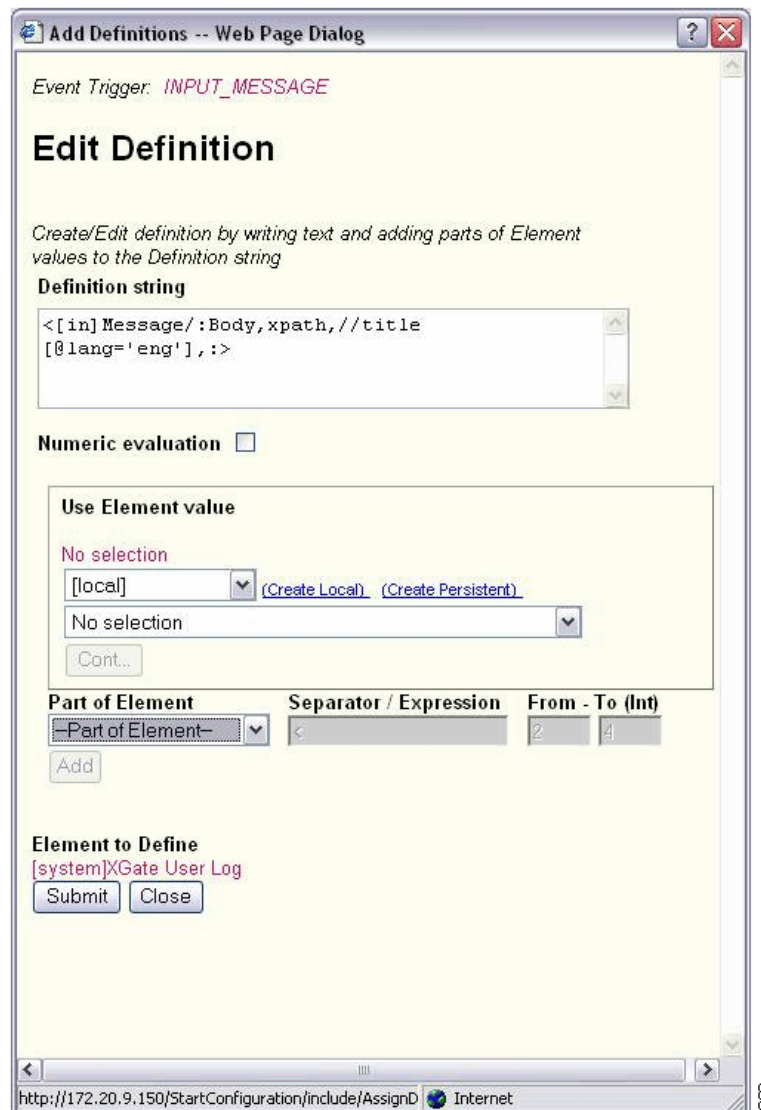 Add Definitions -- Web Page Dialog
?
Event Trigger: INPUT_MESSAGE
Edit Definition
Create/Edit definition by writing text and adding parts of Element
values to the Definition string
Definition string
<[in]Message/:Body,xpath,//title
[@lang='eng'],:>
Numeric evaluation
Use Element value
No selection
[local] (Create Local) (Create Persistent)
No selection
Cont...
Part of Element Separator / Expression From - To (Int)
--Part of Element-- < 2 4
Add
Element to Define
[system]XGate User Log
Submit Close
http://172.20.9.150/StartConfiguration/include/AssignD Internet